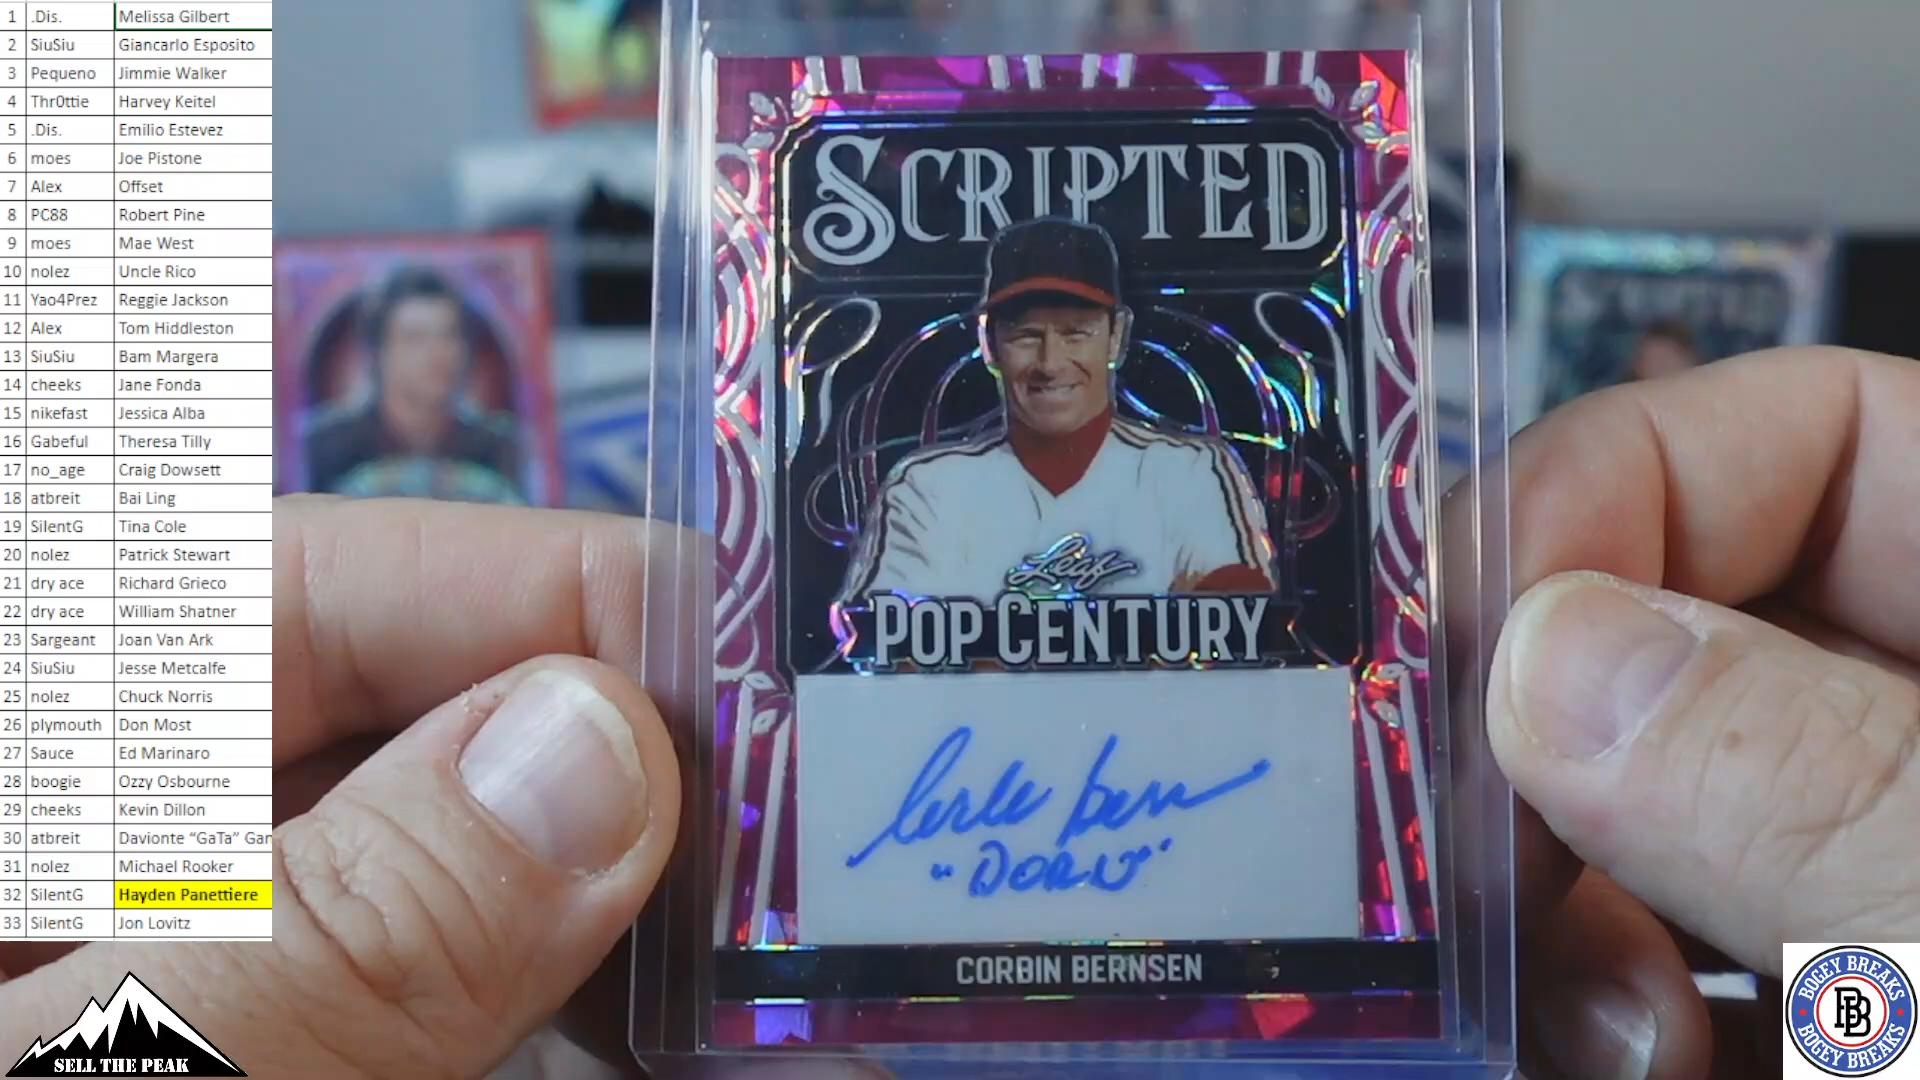 1 .Dis. Melissa Gilbert
2 SiuSiu Giancarlo Esposito
3 Pequeno Jimmie Walker
4 Thr0ttie Harvey Keitel
5 .Dis. Emilio Estevez
6 moes Joe Pistone
7 Alex Offset
8 PC88 Robert Pine
9 moes Mae West
10 nolez Uncle Rico
11 Yao4Prez Reggie Jackson
12 Alex Tom Hiddleston
13 SiuSiu Bam Margera
14 cheeks Jane Fonda
15 nikefast Jessica Alba
16 Gabeful Theresa Tilly
17 no_age Craig Dowsett
18 atbreit Bai Ling
19 SilentG Tina Cole
20 nolez Patrick Stewart
21 dry ace Richard Grieco
22 dry ace William Shatner
23 Sargeant Joan Van Ark
24 SiuSiu Jesse Metcalfe
25 nolez Chuck Norris
26 plymouth Don Most
27 Sauce Ed Marinaro
28 boogie Ozzy Osbourne
29 cheeks Kevin Dillon
30 atbreit Davionte “GaTa” Gan
31 nolez Michael Rooker
32 SilentG Hayden Panettiere
33 SilentG Jon Lovitz
SELL THE PEAK
SCRIPTED
Leaf
POP CENTURY
"DORN"
CORBIN BERNSEN
BOGEY BREAKS
BB
BOGEY BREAKS